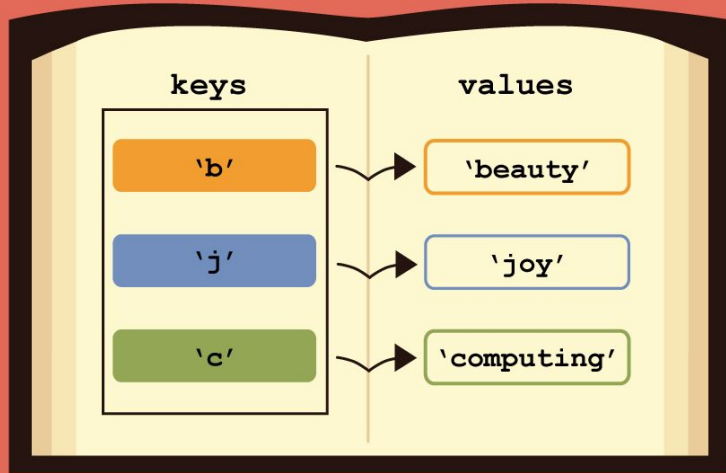 keys values
‘b’ ‘beauty’
‘j’ ‘joy’
‘c’ ‘computing’